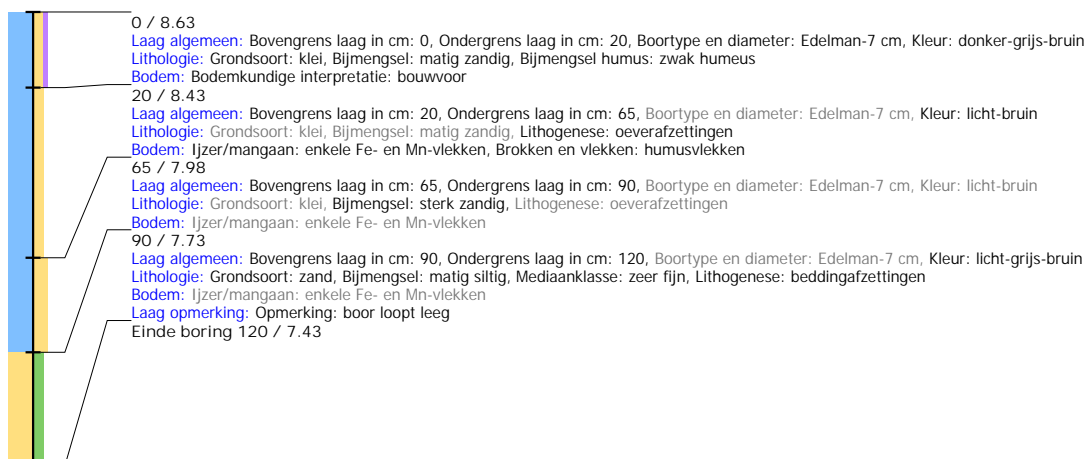 0 / 8.63
Laag algemeen: Bovengrens laag in cm: 0, Ondergrens laag in cm: 20, Boortype en diameter: Edelman-7 cm, Kleur: donker-grijs-bruin
Lithologie: Grondsoort: klei, Bijmengsel: matig zandig, Bijmengsel humus: zwak humeus
Bodem: Bodemkundige interpretatie: bouwvoor
20 / 8.43
Laag algemeen: Bovengrens laag in cm: 20, Ondergrens laag in cm: 65, Boortype en diameter: Edelman-7 cm, Kleur: licht-bruin
Lithologie: Grondsoort: klei, Bijmengsel: matig zandig, Lithogenese: oeverafzettingen
Bodem: Ijzer/mangaan: enkele Fe- en Mn-vlekken, Brokken en vlekken: humusvlekken
65 / 7.98
Laag algemeen: Bovengrens laag in cm: 65, Ondergrens laag in cm: 90, Boortype en diameter: Edelman-7 cm, Kleur: licht-bruin
Lithologie: Grondsoort: klei, Bijmengsel: sterk zandig, Lithogenese: oeverafzettingen
Bodem: Ijzer/mangaan: enkele Fe- en Mn-vlekken
90 / 7.73
Laag algemeen: Bovengrens laag in cm: 90, Ondergrens laag in cm: 120, Boortype en diameter: Edelman-7 cm, Kleur: licht-grijs-bruin
Lithologie: Grondsoort: zand, Bijmengsel: matig siltig, Mediaanklasse: zeer fijn, Lithogenese: beddingafzettingen
Bodem: Ijzer/mangaan: enkele Fe- en Mn-vlekken
Laag opmerking: Opmerking: boor loopt leeg
Einde boring 120 / 7.43